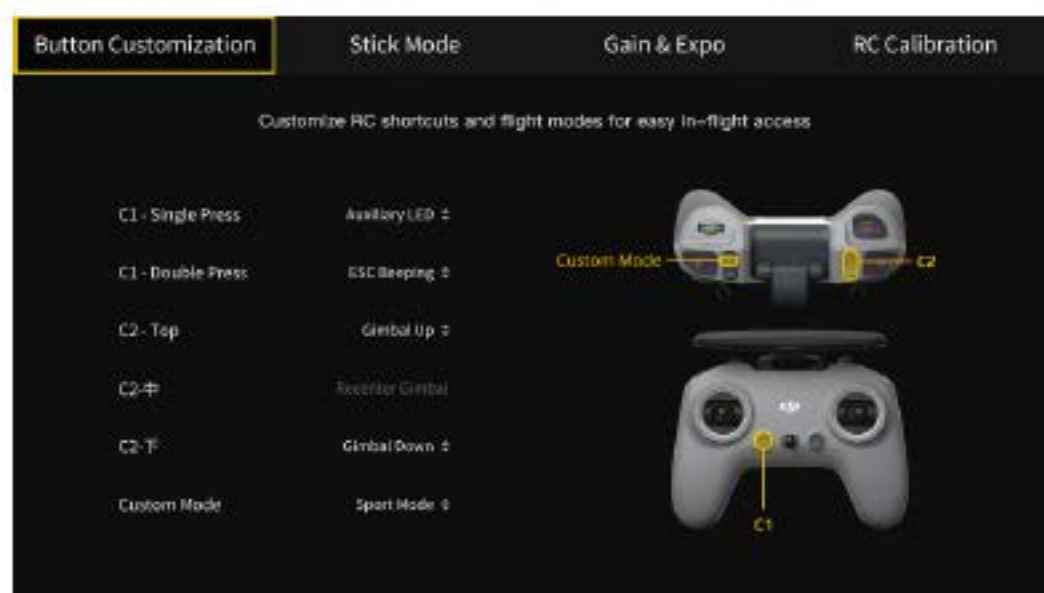 Button Customization Stick Mode Gain & Expo RC Calibration
Customize RC shortcuts and flight modes for easy in-flight access
C1 - Single Press Auxiliary LED
C1 - Double Press ESC Beeping
C2 - Top Gimbal Up
C2-中 Recenter Gimbal
C2-下 Gimbal Down
Custom Mode Sport Mode
Custom Mode
C2
dji
C1